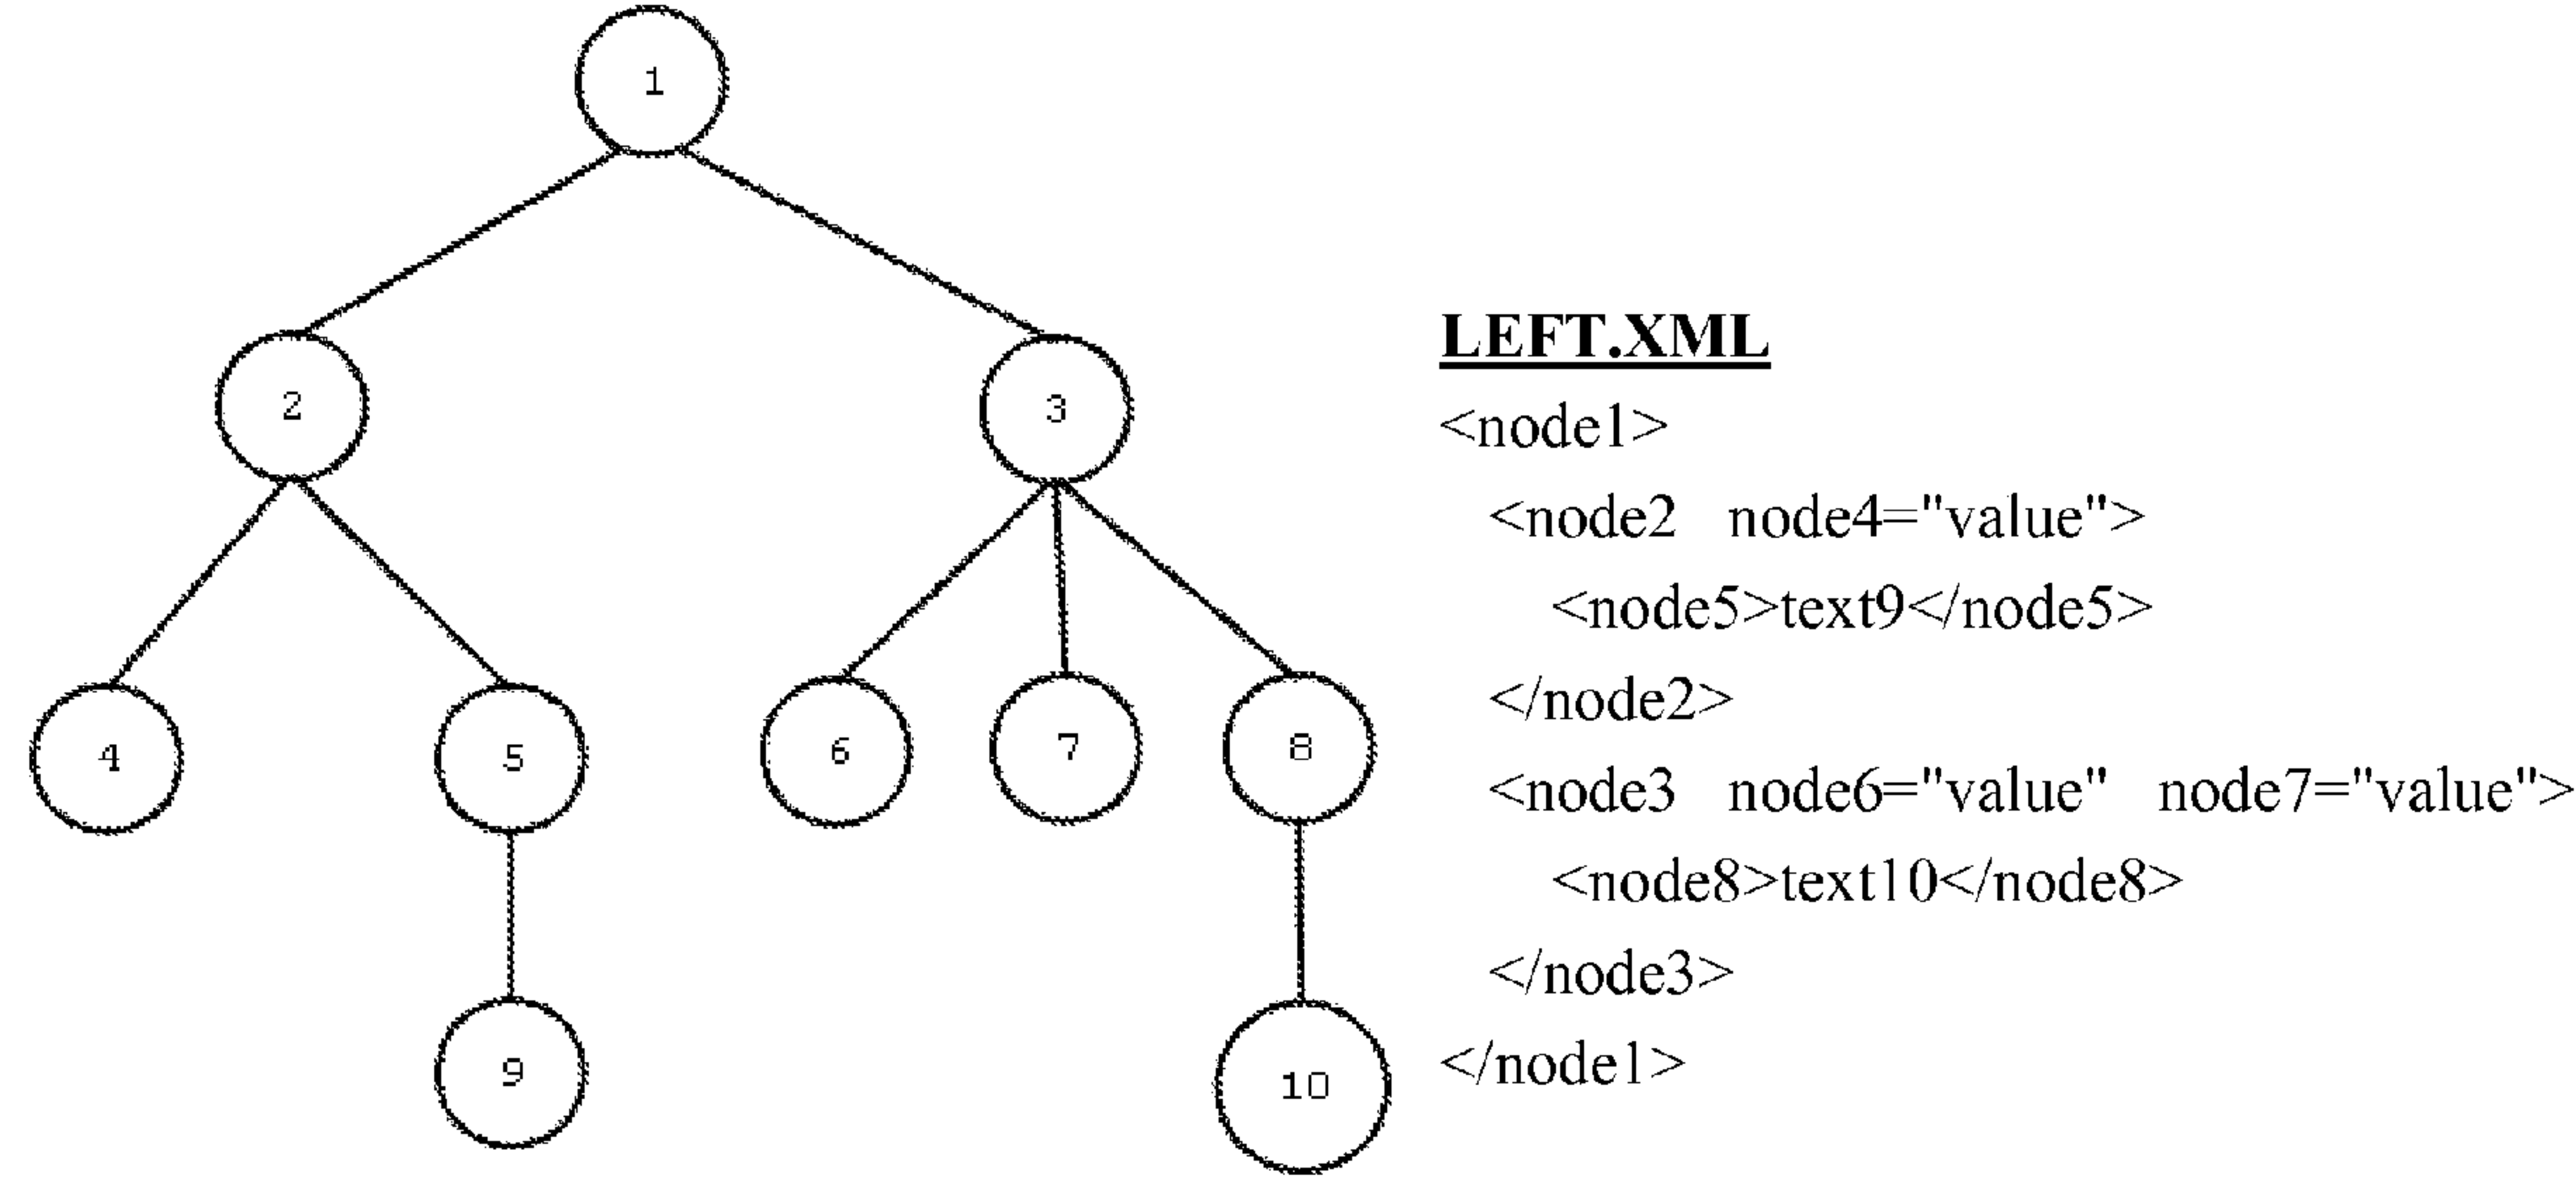 1
2
3
4
5
6
7
8
9
10
LEFT.XML
<node1>
<node2 node4="value">
<node5>text9</node5>
</node2>
<node3 node6="value" node7="value">
<node8>text10</node8>
</node3>
</node1>